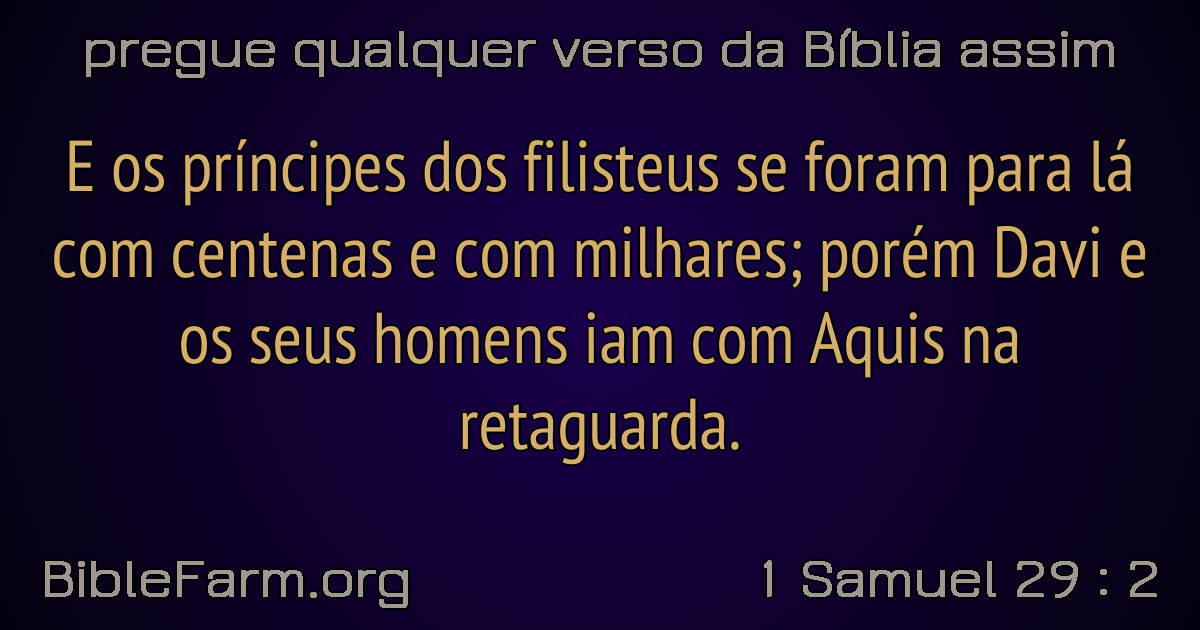 pregue qualquer verso da Bíblia assim
E os príncipes dos filisteus se foram para lá
com centenas e com milhares; porém Davi e
os seus homens iam com Aquis na
retaguarda.
BibleFarm.org
1 Samuel 29 : 2